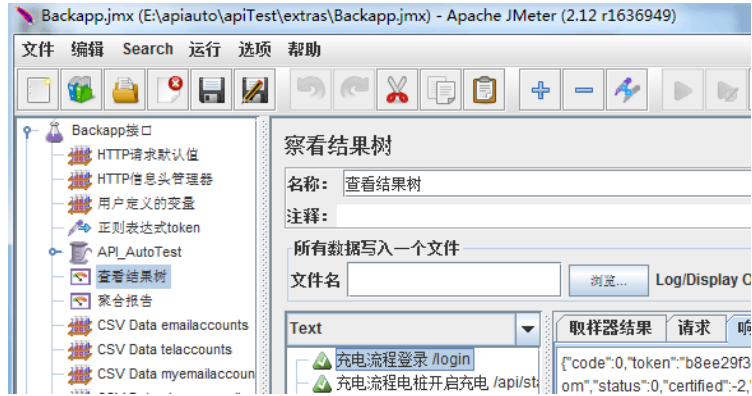 Backapp.jmx (E:\apiauto\apiTest\extras\Backapp.jmx) - Apache JMeter (2.12 r1636949)
文件 编辑 Search 运行 选项 帮助
Backapp接口
HTTP请求默认值
HTTP信息头管理器
用户定义的变量
正则表达式token
API_AutoTest
查看结果树
聚合报告
CSV Data emailaccounts
CSV Data telaccounts
CSV Data myemailaccoun
察看结果树
名称: 查看结果树
注释:
所有数据写入一个文件
文件名 浏览... Log/Display O
Text
充电流程登录 /login
充电流程电桩开启充电 /api/sta
取样器结果 请求 响
{"code":0,"token":"b8ee29f3
om","status":0,"certified":-2,"